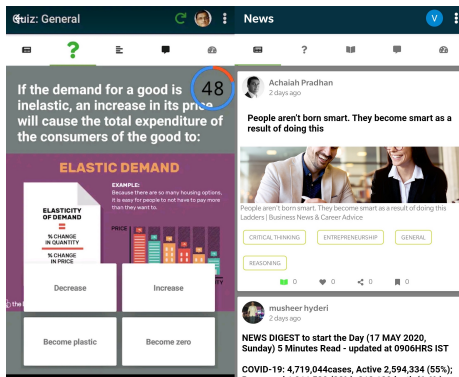 Quiz: General
48
If the demand for a good is
inelastic, an increase in its price
will cause the total expenditure of
the consumers of the good to:
ELASTIC DEMAND
ELASTICITY
OF DEMAND
% CHANGE
IN QUANTITY
% CHANGE
IN PRICE
EXAMPLE:
Because there are so many housing options,
it is easy for people to not have to pay more
than they want to.
PRICE
Decrease
Increase
Become plastic
Become zero
News
V
Achaiah Pradhan
2 days ago
People aren't born smart. They become smart as a
result of doing this
People aren't born smart. They become smart as a result of doing this
Ladders | Business News & Career Advice
CRITICAL THINKING
ENTREPRENEURSHIP
GENERAL
REASONING
0
0
0
0
musheer hyderi
2 days ago
NEWS DIGEST to start the Day (17 MAY 2020,
Sunday) 5 Minutes Read - updated at 0906HRS IST
COVID-19: 4,719,044cases, Active 2,594,334 (55%);